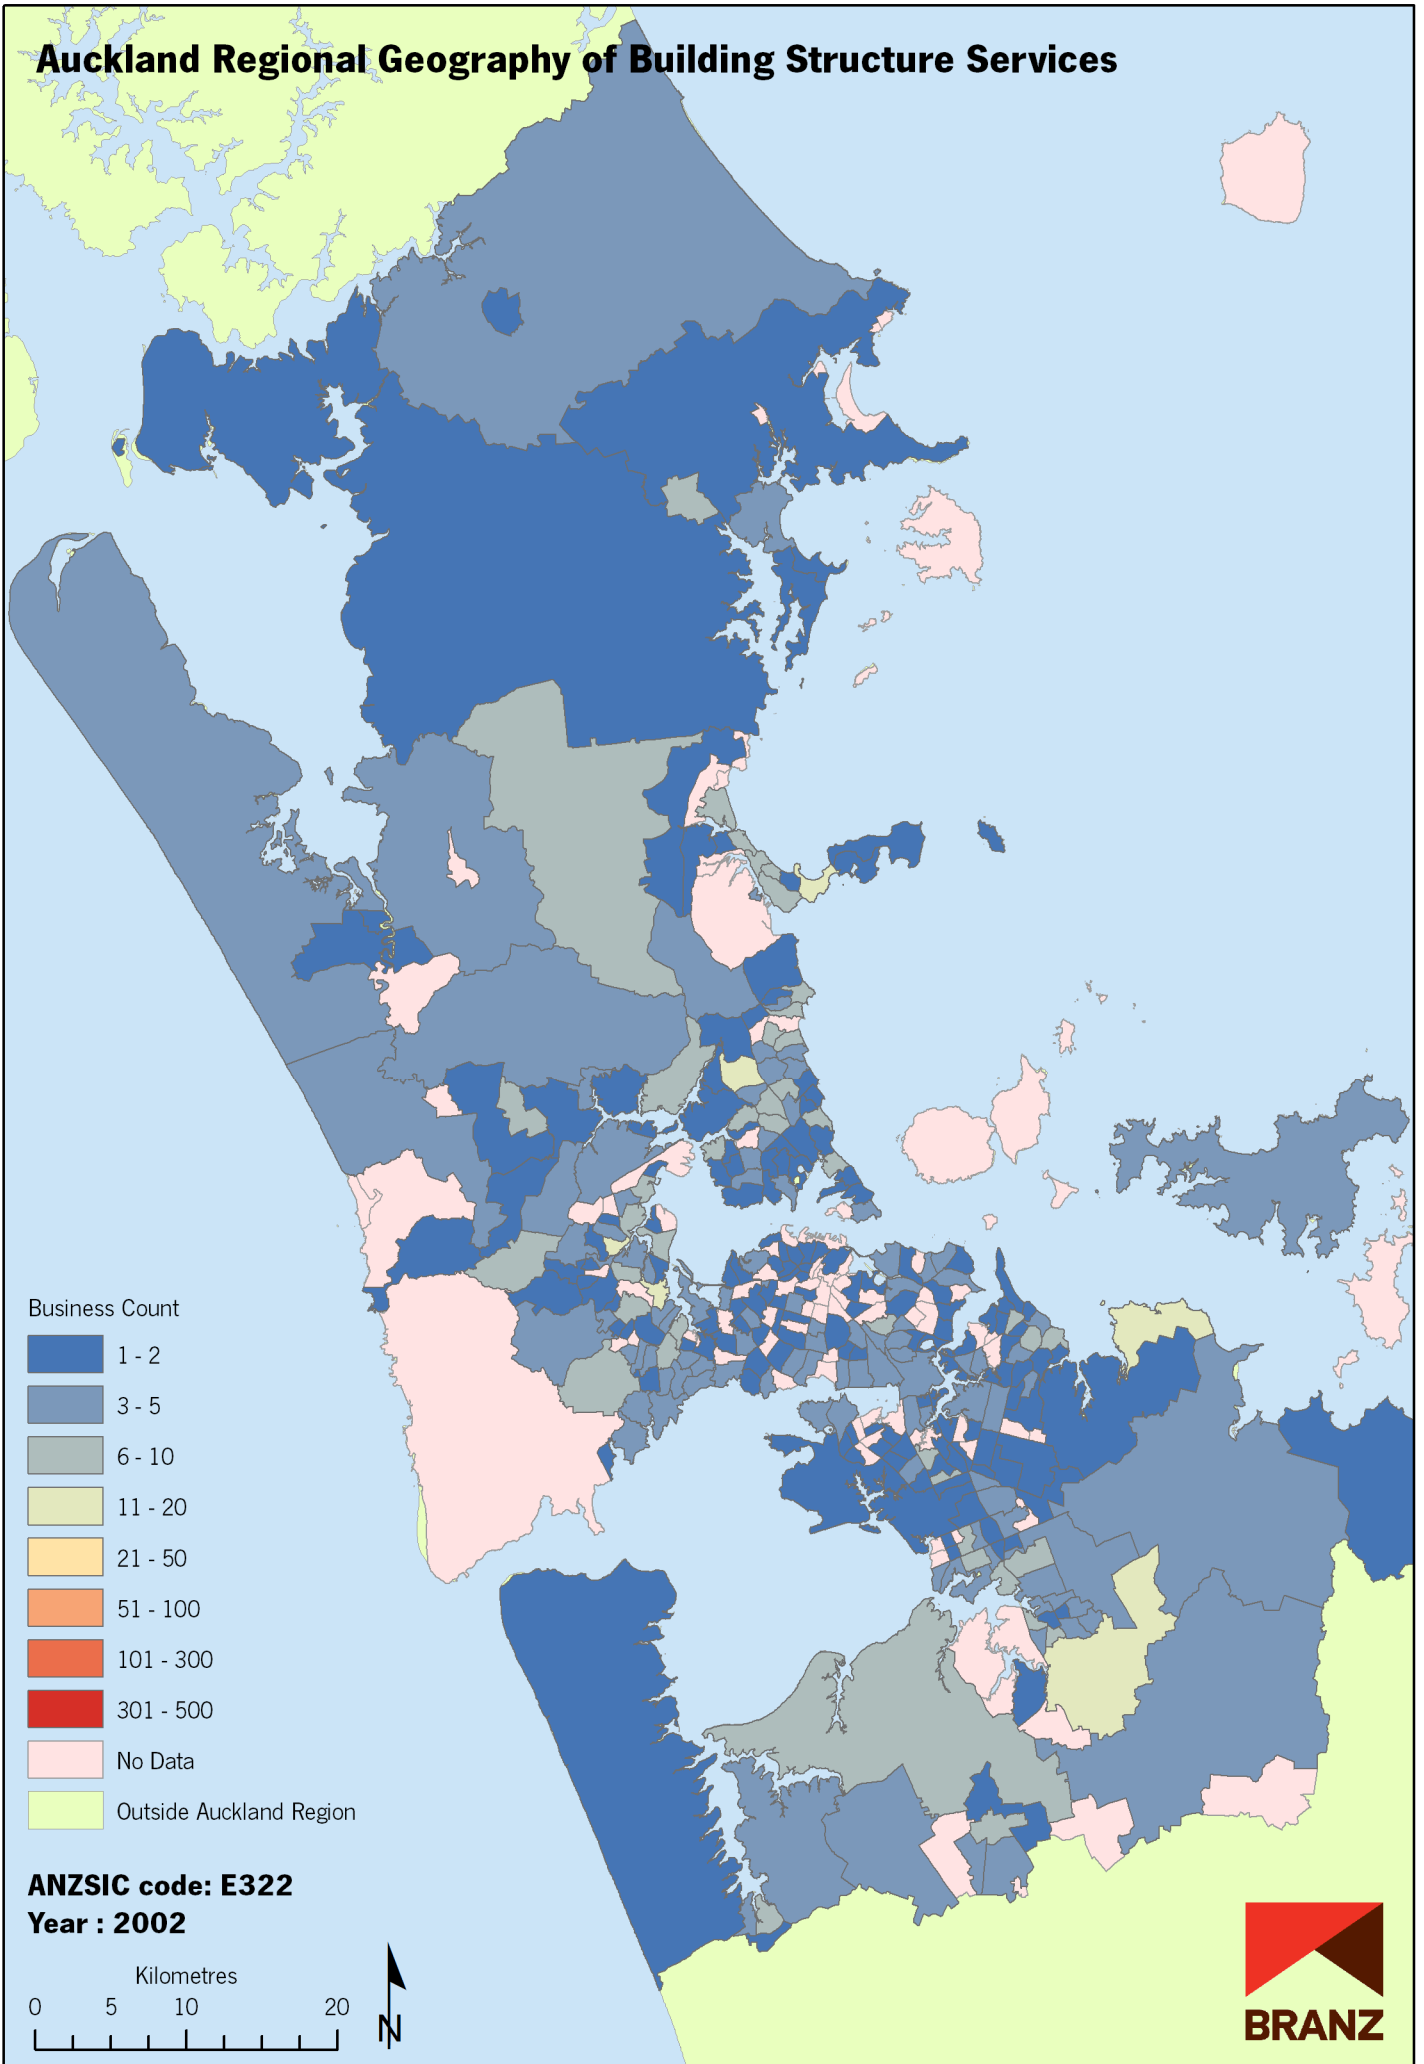 Auckland Regional Geography of Building Structure Services
Business Count
1 - 2
3 - 5
6 - 10
11 - 20
21 - 50
51 - 100
101 - 300
301 - 500
No Data
Outside Auckland Region
ANZSIC code: E322
Year : 2002
Kilometres
0 5 10 20
N
BRANZ